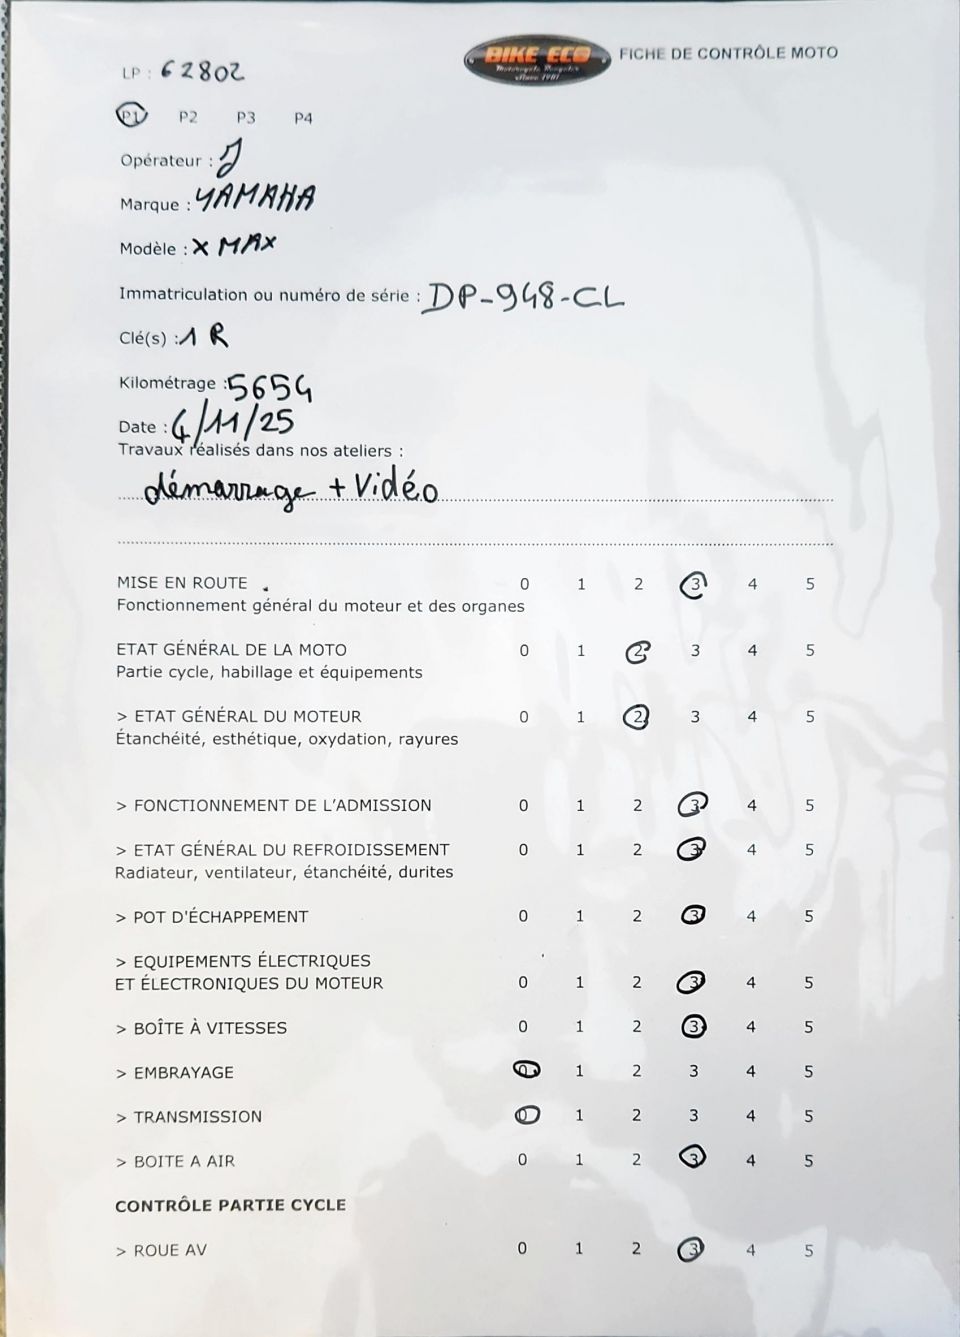 BIKE ECO
Motorcycle Recycler
Since 1981
FICHE DE CONTRÔLE MOTO
LP : 62802
P1 P2 P3 P4
Opérateur : J
Marque : YAMAHA
Modèle : X MAX
Immatriculation ou numéro de série : DP-948-CL
Clé(s) : 1 R
Kilométrage : 5654
Date : 4/11/25
Travaux réalisés dans nos ateliers :
démarrage + Vidéo
MISE EN ROUTE 0 1 2 3 4 5
Fonctionnement général du moteur et des organes
ETAT GÉNÉRAL DE LA MOTO 0 1 2 3 4 5
Partie cycle, habillage et équipements
> ETAT GÉNÉRAL DU MOTEUR 0 1 2 3 4 5
Étanchéité, esthétique, oxydation, rayures
> FONCTIONNEMENT DE L'ADMISSION 0 1 2 3 4 5
> ETAT GÉNÉRAL DU REFROIDISSEMENT 0 1 2 3 4 5
Radiateur, ventilateur, étanchéité, durites
> POT D'ÉCHAPPEMENT 0 1 2 3 4 5
> EQUIPEMENTS ÉLECTRIQUES
ET ÉLECTRONIQUES DU MOTEUR 0 1 2 3 4 5
> BOÎTE À VITESSES 0 1 2 3 4 5
> EMBRAYAGE 0 1 2 3 4 5
> TRANSMISSION 0 1 2 3 4 5
> BOITE A AIR 0 1 2 3 4 5
CONTRÔLE PARTIE CYCLE
> ROUE AV 0 1 2 3 4 5